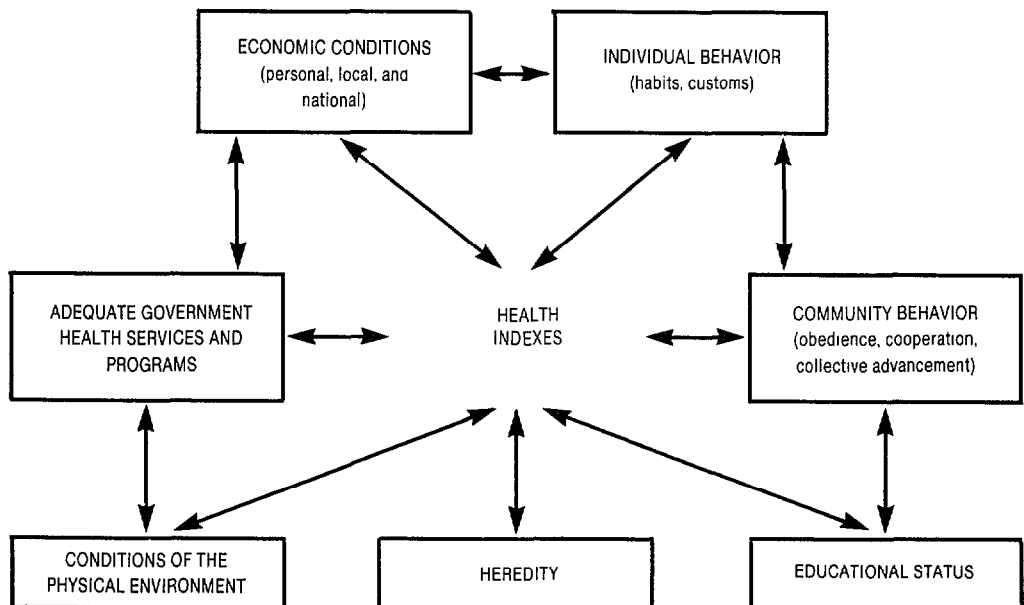 ECONOMIC CONDITIONS
(personal, local, and
national)
INDIVIDUAL BEHAVIOR
(habits, customs)
ADEQUATE GOVERNMENT
HEALTH SERVICES AND
PROGRAMS
HEALTH
INDEXES
COMMUNITY BEHAVIOR
(obedience, cooperation,
collective advancement)
CONDITIONS OF THE
PHYSICAL ENVIRONMENT
HEREDITY
EDUCATIONAL STATUS